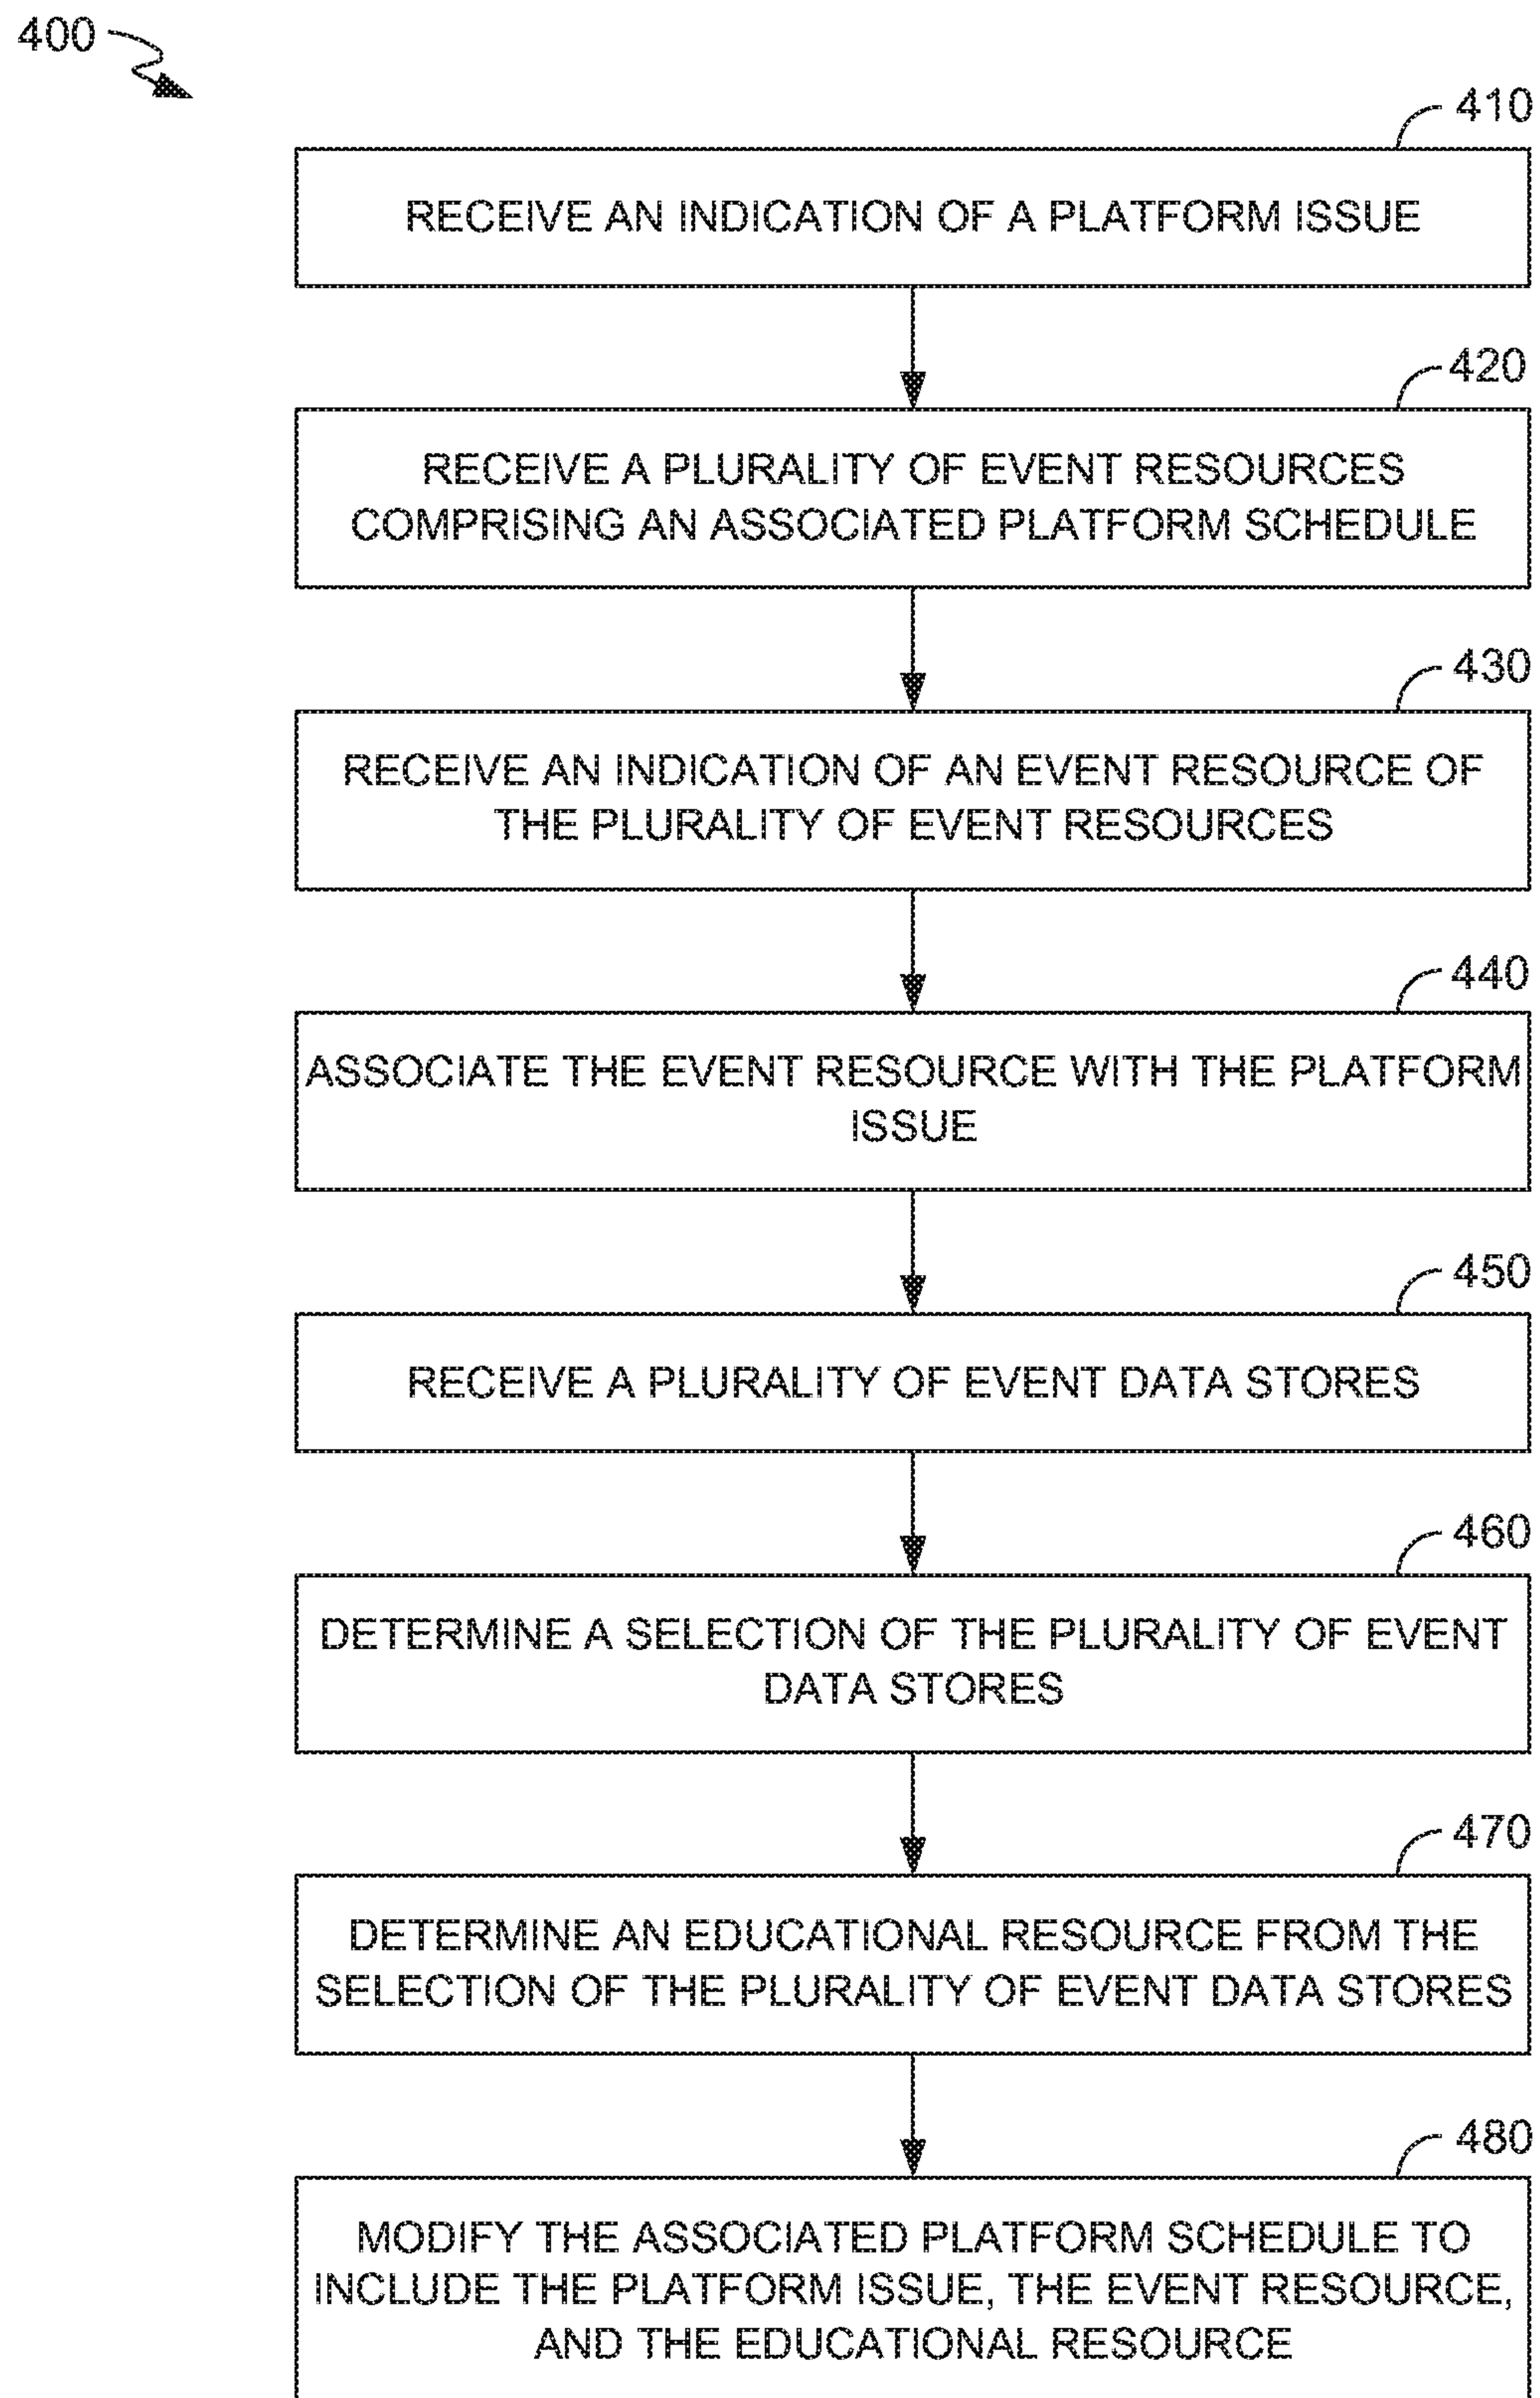 400
410
RECEIVE AN INDICATION OF A PLATFORM ISSUE
420
RECEIVE A PLURALITY OF EVENT RESOURCES
COMPRISING AN ASSOCIATED PLATFORM SCHEDULE
430
RECEIVE AN INDICATION OF AN EVENT RESOURCE OF
THE PLURALITY OF EVENT RESOURCES
440
ASSOCIATE THE EVENT RESOURCE WITH THE PLATFORM
ISSUE
450
RECEIVE A PLURALITY OF EVENT DATA STORES
460
DETERMINE A SELECTION OF THE PLURALITY OF EVENT
DATA STORES
470
DETERMINE AN EDUCATIONAL RESOURCE FROM THE
SELECTION OF THE PLURALITY OF EVENT DATA STORES
480
MODIFY THE ASSOCIATED PLATFORM SCHEDULE TO
INCLUDE THE PLATFORM ISSUE, THE EVENT RESOURCE,
AND THE EDUCATIONAL RESOURCE